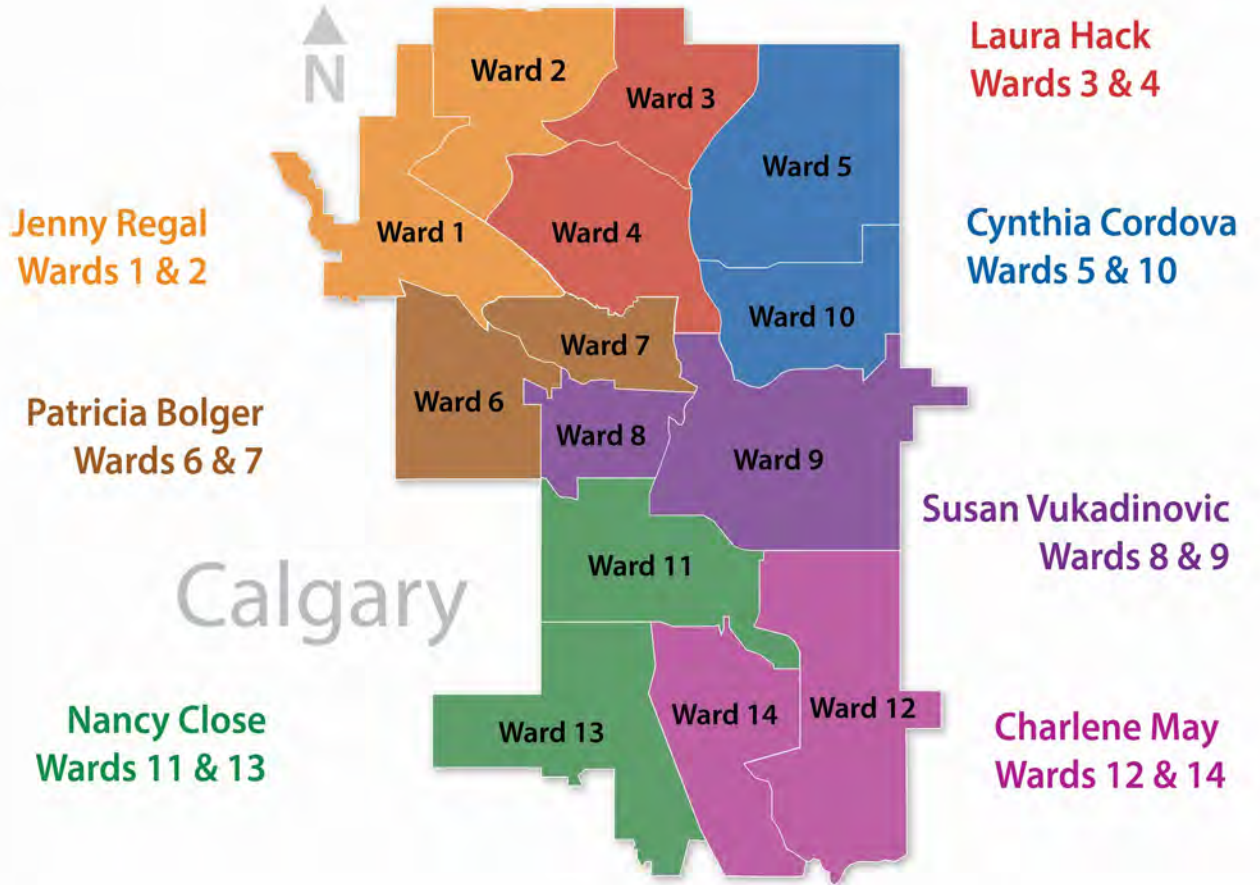 N
Ward 2
Ward 3
Laura Hack
Wards 3 & 4
Ward 5
Jenny Regal
Wards 1 & 2
Ward 1
Ward 4
Cynthia Cordova
Wards 5 & 10
Ward 10
Ward 7
Patricia Bolger
Wards 6 & 7
Ward 6
Ward 8
Ward 9
Susan Vukadinovic
Wards 8 & 9
Calgary
Ward 11
Nancy Close
Wards 11 & 13
Ward 13
Ward 14
Ward 12
Charlene May
Wards 12 & 14